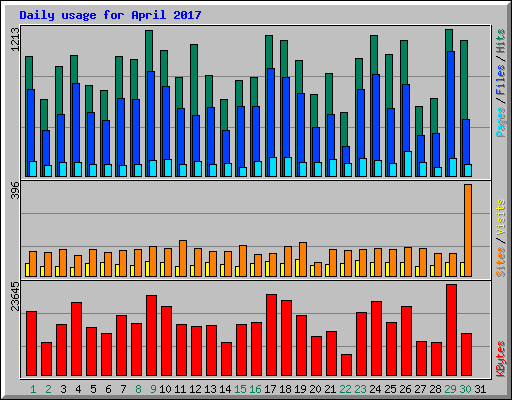 Daily usage for April 2017
1213
Pages / Files / Hits
396
Sites / Visits
23645
KBytes
1 2 3 4 5 6 7 8 9 10 11 12 13 14 15 16 17 18 19 20 21 22 23 24 25 26 27 28 29 30 31